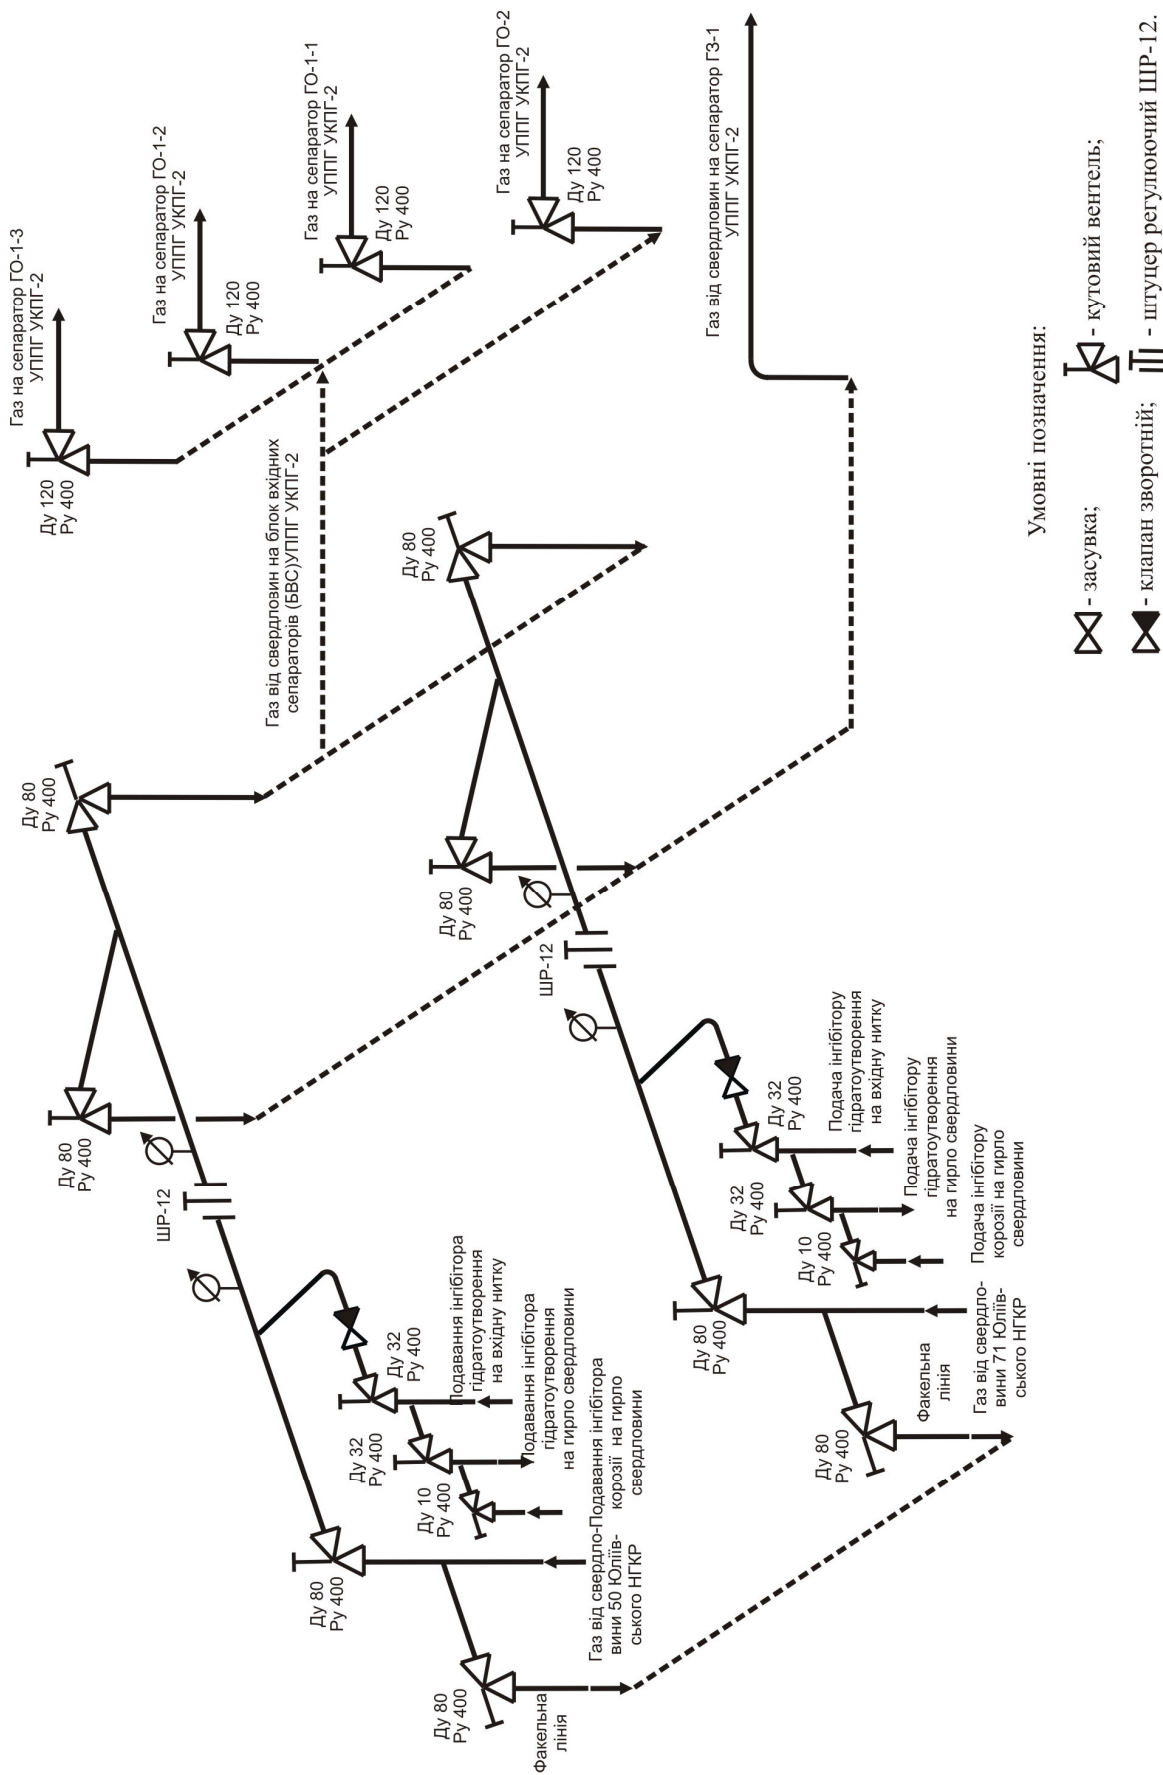 Газ на сепаратор ГО-1-3
УППГ УКПГ-2
Ду 120
Ру 400
Газ на сепаратор ГО-1-2
УППГ УКПГ-2
Ду 120
Ру 400
Газ на сепаратор ГО-1-1
УППГ УКПГ-2
Ду 120
Ру 400
Газ на сепаратор ГО-2
УППГ УКПГ-2
Ду 120
Ру 400
Газ від свердловин на сепаратор ГЗ-1
УППГ УКПГ-2
Газ від свердловин на блок вхідних
сепараторів (БВС)УППГ УКПГ-2
Ду 80
Ру 400
Ду 80
Ру 400
ШР-12
Ду 80
Ру 400
Ду 80
Ру 400
ШР-12
Ду 32
Ру 400
Подавання інгібітора
гідратоутворення
на вхідну нитку
Ду 32
Ру 400
Подавання інгібітора
гідратоутворення
на гирло свердловини
Ду 10
Ру 400
Подавання інгібітора
корозії на гирло
свердловини
Ду 80
Ру 400
Газ від свердло-
вини 50 Юліїв-
ського НГКР
Ду 80
Ру 400
Факельна
лінія
Ду 32
Ру 400
Подача інгібітору
гідратоутворення
на вхідну нитку
Ду 32
Ру 400
Подача інгібітору
гідратоутворення
на гирло свердловини
Ду 10
Ру 400
Подача інгібітору
корозії на гирло
свердловини
Ду 80
Ру 400
Газ від свердло-
вини 71 Юліїв-
ського НГКР
Ду 80
Ру 400
Факельна
лінія
Умовні позначення:
- засувка;
- кутовий вентель;
- клапан зворотній;
- штуцер регулюючий ШР-12.